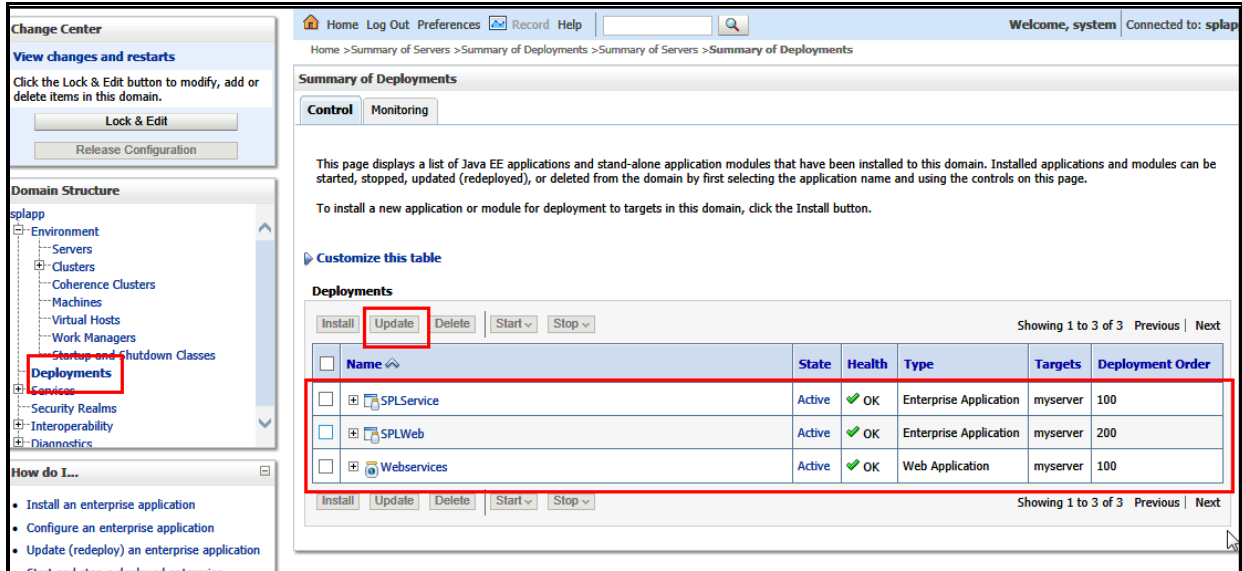 Change Center
View changes and restarts
Click the Lock & Edit button to modify, add or
delete items in this domain.
Lock & Edit
Release Configuration
Domain Structure
splapp
Environment
Servers
Clusters
Coherence Clusters
Machines
Virtual Hosts
Work Managers
Startup and Shutdown Classes
Deployments
Services
Security Realms
Interoperability
Diagnostics
How do I...
Install an enterprise application
Configure an enterprise application
Update (redeploy) an enterprise application
Start and stop a deployed enterprise
Home Log Out Preferences Record Help
Welcome, system Connected to: splap
Home >Summary of Servers >Summary of Deployments >Summary of Servers >Summary of Deployments
Summary of Deployments
Control Monitoring
This page displays a list of Java EE applications and stand-alone application modules that have been installed to this domain. Installed applications and modules can be
started, stopped, updated (redeployed), or deleted from the domain by first selecting the application name and using the controls on this page.
To install a new application or module for deployment to targets in this domain, click the Install button.
Customize this table
Deployments
Install Update Delete Start Stop Showing 1 to 3 of 3 Previous | Next
Name State Health Type Targets Deployment Order
SPLService Active OK Enterprise Application myserver 100
SPLWeb Active OK Enterprise Application myserver 200
Webservices Active OK Web Application myserver 100
Install Update Delete Start Stop Showing 1 to 3 of 3 Previous | Next